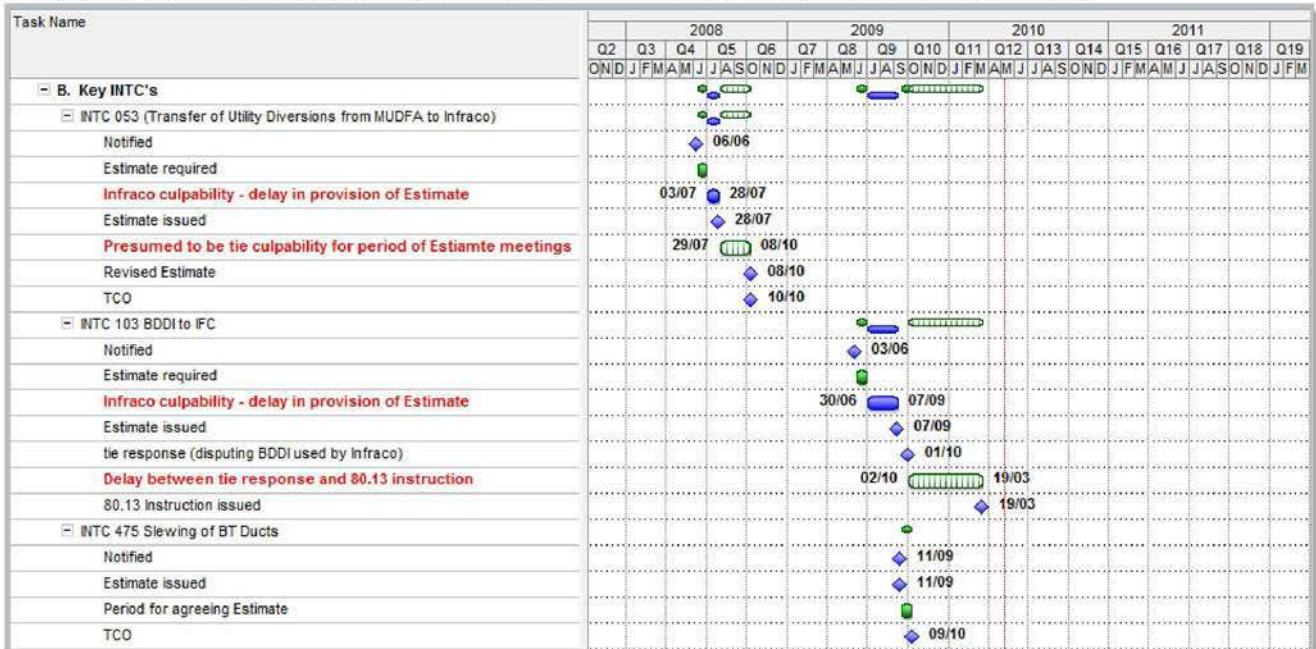 Task Name
2008 2009 2010 2011
Q2 Q3 Q4 Q5 Q6 Q7 Q8 Q9 Q10 Q11 Q12 Q13 Q14 Q15 Q16 Q17 Q18 Q19
O N D J F M A M J J A S O N D J F M A M J J A S O N D J F M A M J J A S O N D J F M A M J J A S O N D J F M
B. Key INTC's
INTC 053 (Transfer of Utility Diversions from MUDFA to Infraco)
Notified 06/06
Estimate required
Infraco culpability - delay in provision of Estimate 03/07 28/07
Estimate issued 28/07
Presumed to be tie culpability for period of Estiamte meetings 29/07 08/10
Revised Estimate 08/10
TCO 10/10
INTC 103 BDDI to IFC
Notified 03/06
Estimate required
Infraco culpability - delay in provision of Estimate 30/06 07/09
Estimate issued 07/09
tie response (disputing BDDI used by Infraco) 01/10
Delay between tie response and 80.13 instruction 02/10 19/03
80.13 Instruction issued 19/03
INTC 475 Slewing of BT Ducts
Notified 11/09
Estimate issued 11/09
Period for agreeing Estimate
TCO 09/10